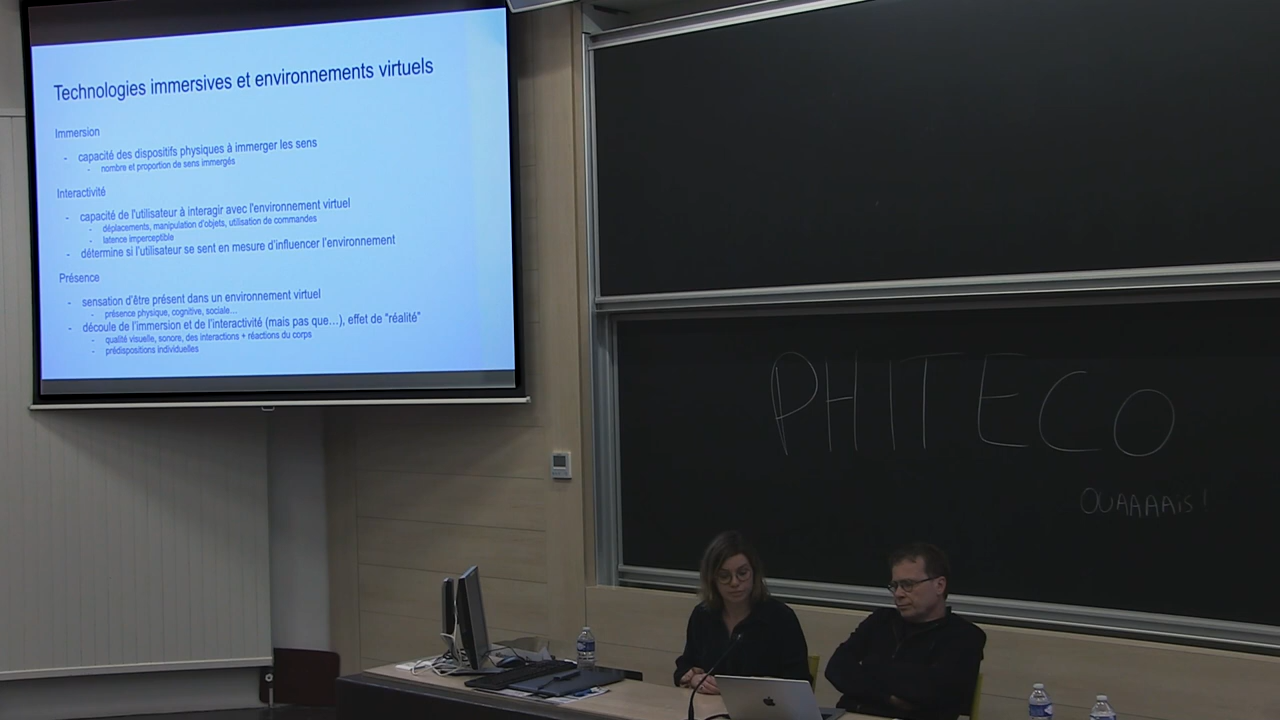 Technologies immersives et environnements virtuels
Immersion
- capacité des dispositifs physiques à immerger les sens
- nombre et proportion de sens immergés
Interactivité
- capacité de l'utilisateur à interagir avec l'environnement virtuel
- déplacements, manipulation d'objets, utilisation de commandes
- latence imperceptible
- détermine si l'utilisateur se sent en mesure d'influencer l'environnement
Présence
- sensation d'être présent dans un environnement virtuel
- présence physique, cognitive, sociale...
- découle de l'immersion et de l'interactivité (mais pas que…), effet de "réalité"
- qualité visuelle, sonore, des interactions + réactions du corps
- prédispositions individuelles
PHITECO
OUAAAAis !